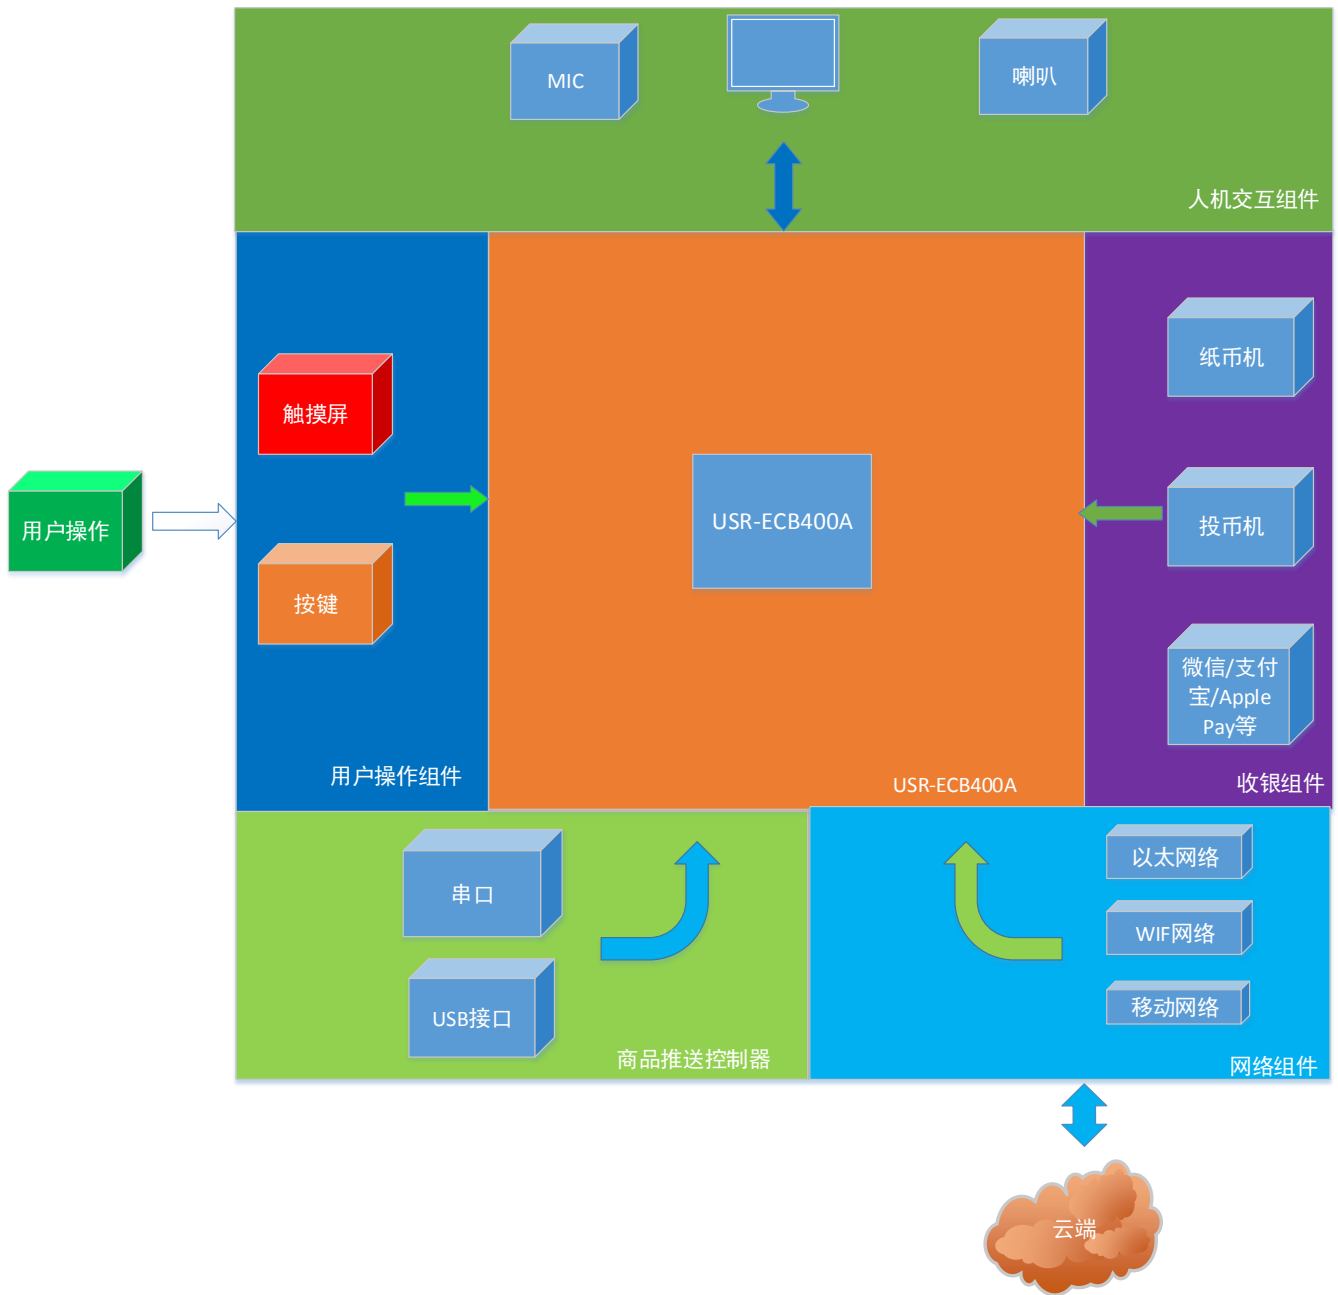 MIC
喇叭
人机交互组件
纸币机
触摸屏
用户操作
USR-ECB400A
投币机
按键
微信/支付
宝/Apple
Pay等
用户操作组件
USR-ECB400A
收银组件
串口
USB接口
商品推送控制器
以太网络
WIF网络
移动网络
网络组件
云端